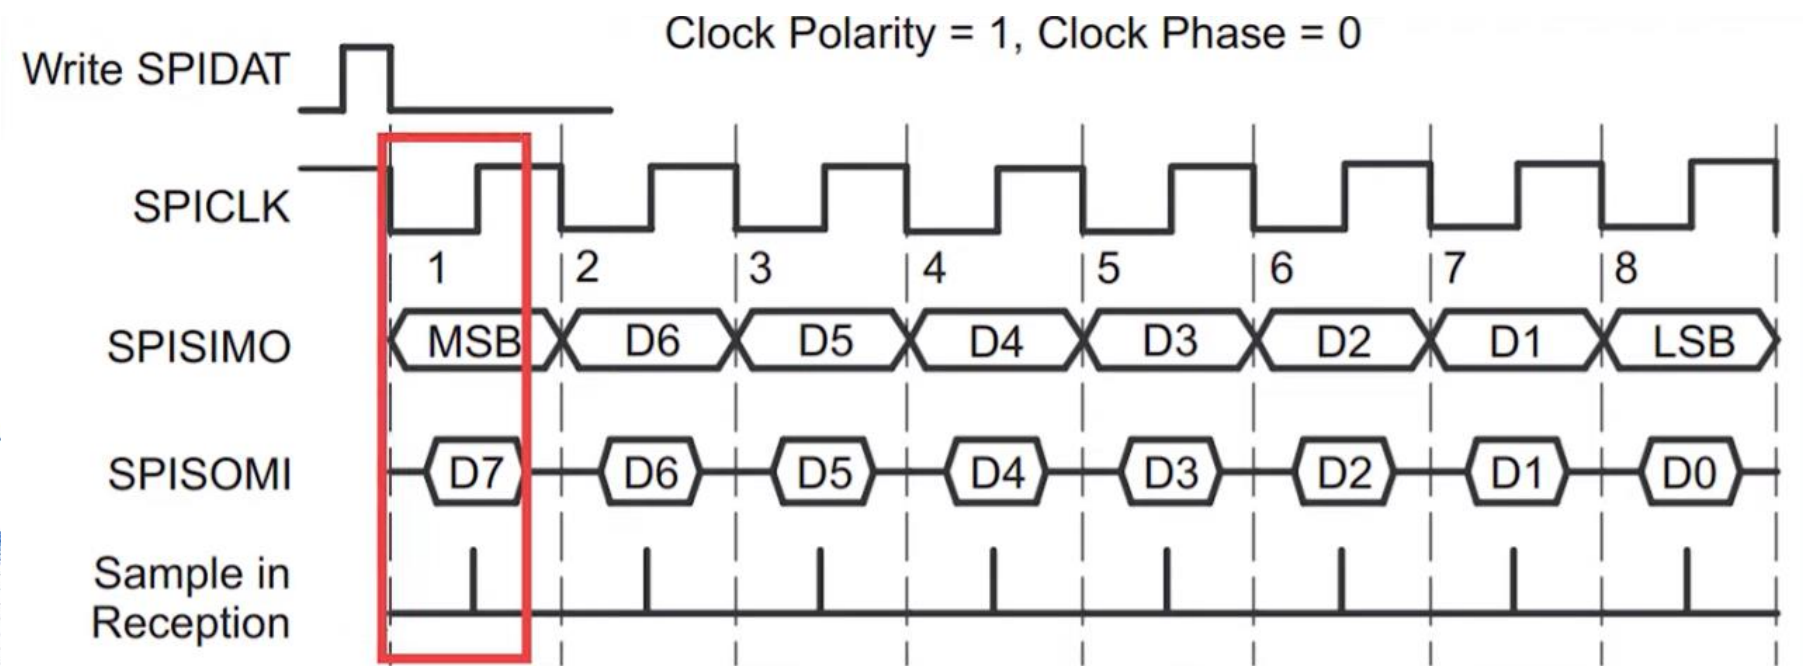 Clock Polarity = 1, Clock Phase = 0
Write SPIDAT
SPICLK
1 2 3 4 5 6 7 8
SPISIMO MSB D6 D5 D4 D3 D2 D1 LSB
SPISOMI D7 D6 D5 D4 D3 D2 D1 D0
Sample in
Reception